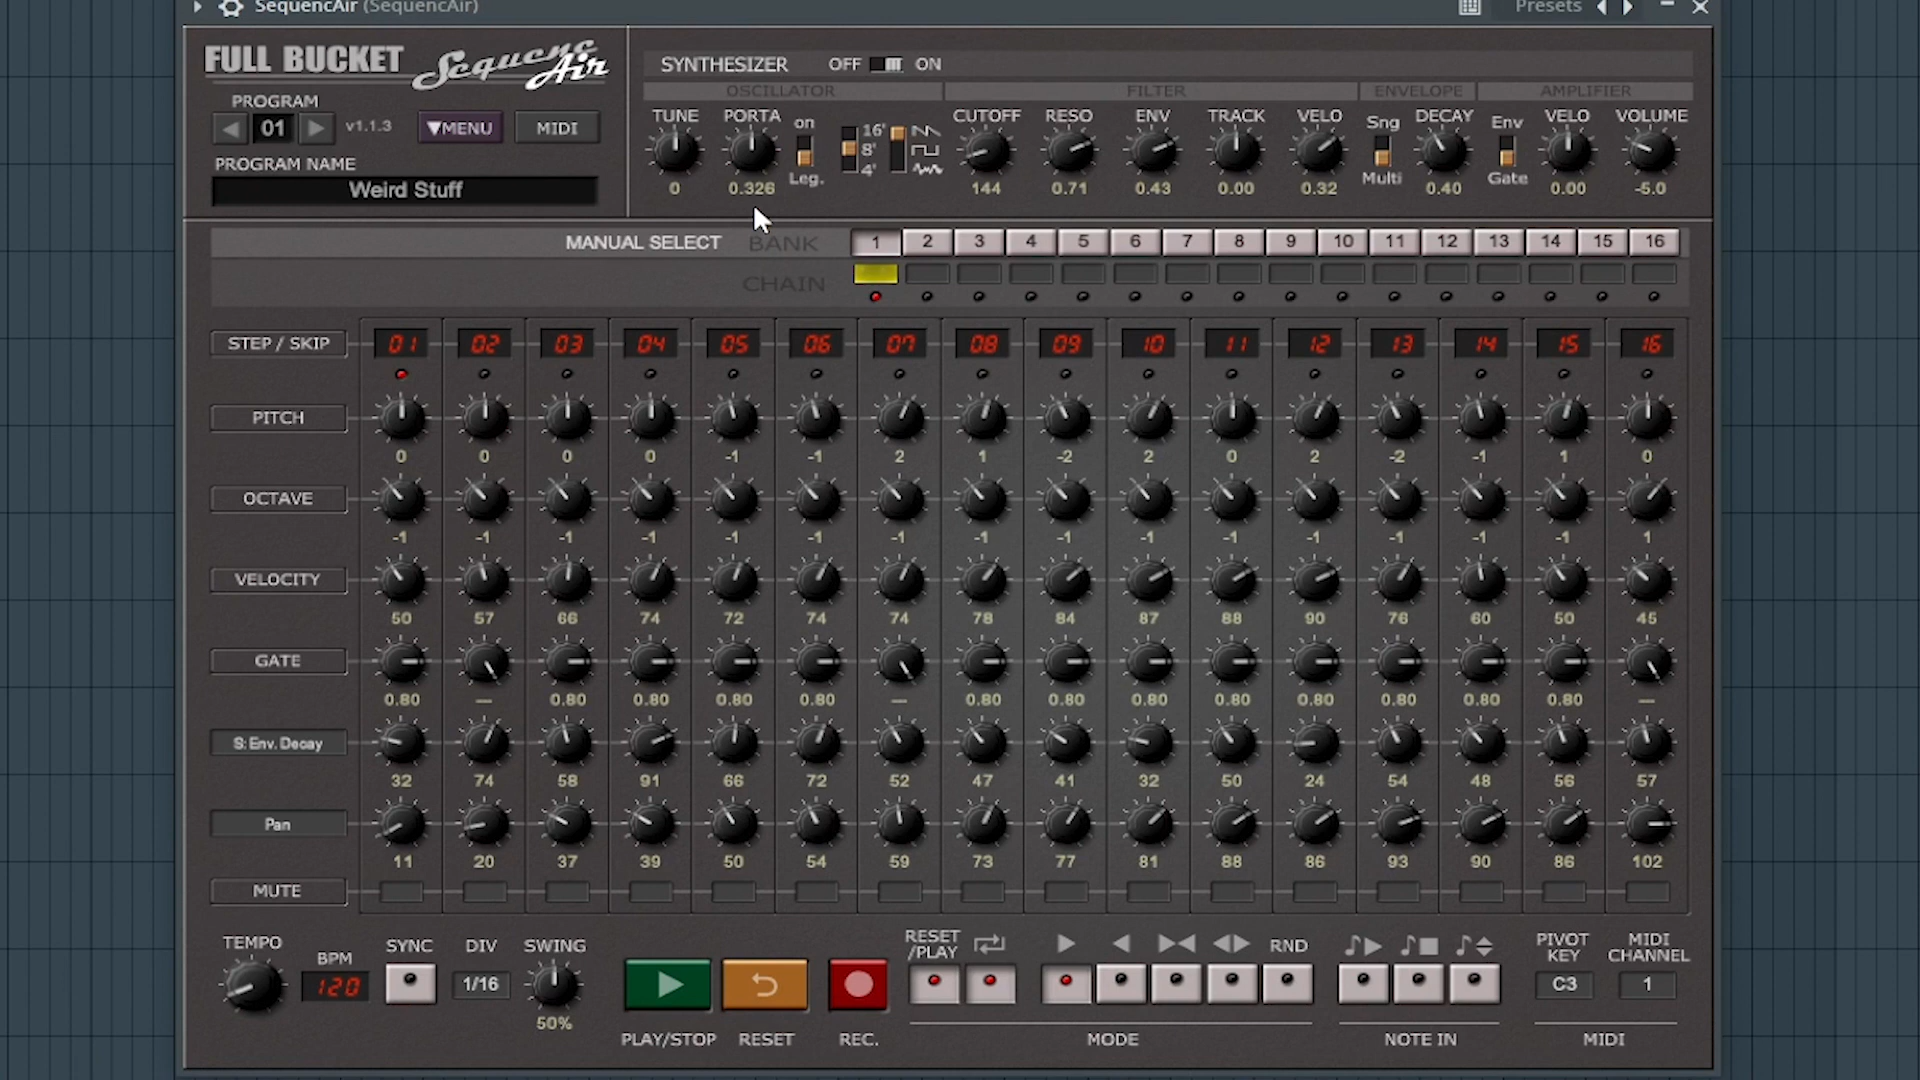 SequencAir (SequencAir)
Presets
FULL BUCKET
SequencAir
PROGRAM
01
v1.1.3
▼MENU
MIDI
PROGRAM NAME
Weird Stuff
SYNTHESIZER OFF ON
OSCILLATOR FILTER ENVELOPE AMPLIFIER
TUNE PORTA on 16' 8' 4' CUTOFF RESO ENV TRACK VELO Sng DECAY Env VELO VOLUME
Leg. Multi Gate
0 0.326 144 0.71 0.43 0.00 0.32 0.40 0.00 -5.0
MANUAL SELECT BANK 1 2 3 4 5 6 7 8 9 10 11 12 13 14 15 16
CHAIN
STEP / SKIP 01 02 03 04 05 06 07 08 09 10 11 12 13 14 15 16
PITCH
0 0 0 0 -1 -1 2 1 -2 2 0 2 -2 -1 1 0
OCTAVE
-1 -1 -1 -1 -1 -1 -1 -1 -1 -1 -1 -1 -1 -1 -1 1
VELOCITY
50 57 66 74 72 74 74 78 84 87 88 90 76 60 50 45
GATE
0.80 — 0.80 0.80 0.80 0.80 — 0.80 0.80 0.80 0.80 0.80 0.80 0.80 0.80 —
S: Env. Decay
32 74 58 91 66 72 52 47 41 32 50 24 54 48 56 57
Pan
11 20 37 39 50 54 59 73 77 81 88 86 93 90 86 102
MUTE
TEMPO BPM SYNC DIV SWING RESET /PLAY RND PIVOT KEY MIDI CHANNEL
120 1/16 C3 1
50%
PLAY/STOP RESET REC. MODE NOTE IN MIDI